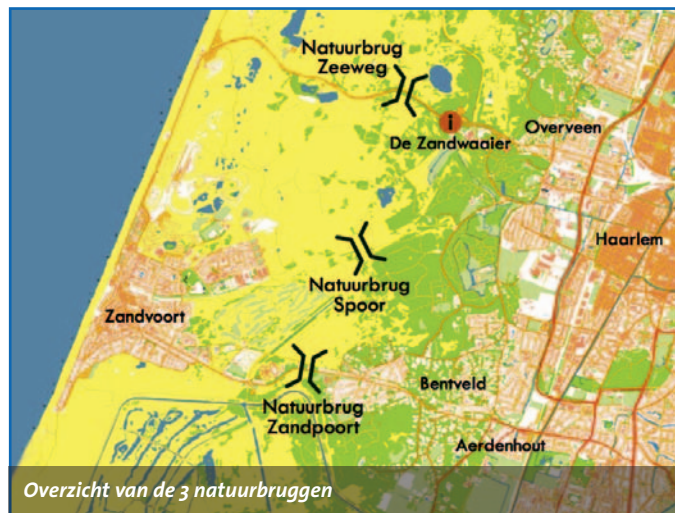 Natuurbrug
Zeeweg
i
Overveen
De Zandwaaier
Haarlem
Natuurbrug
Spoor
Zandvoort
Bentveld
Natuurbrug
Zandpoort
Aerdenhout
Overzicht van de 3 natuurbruggen